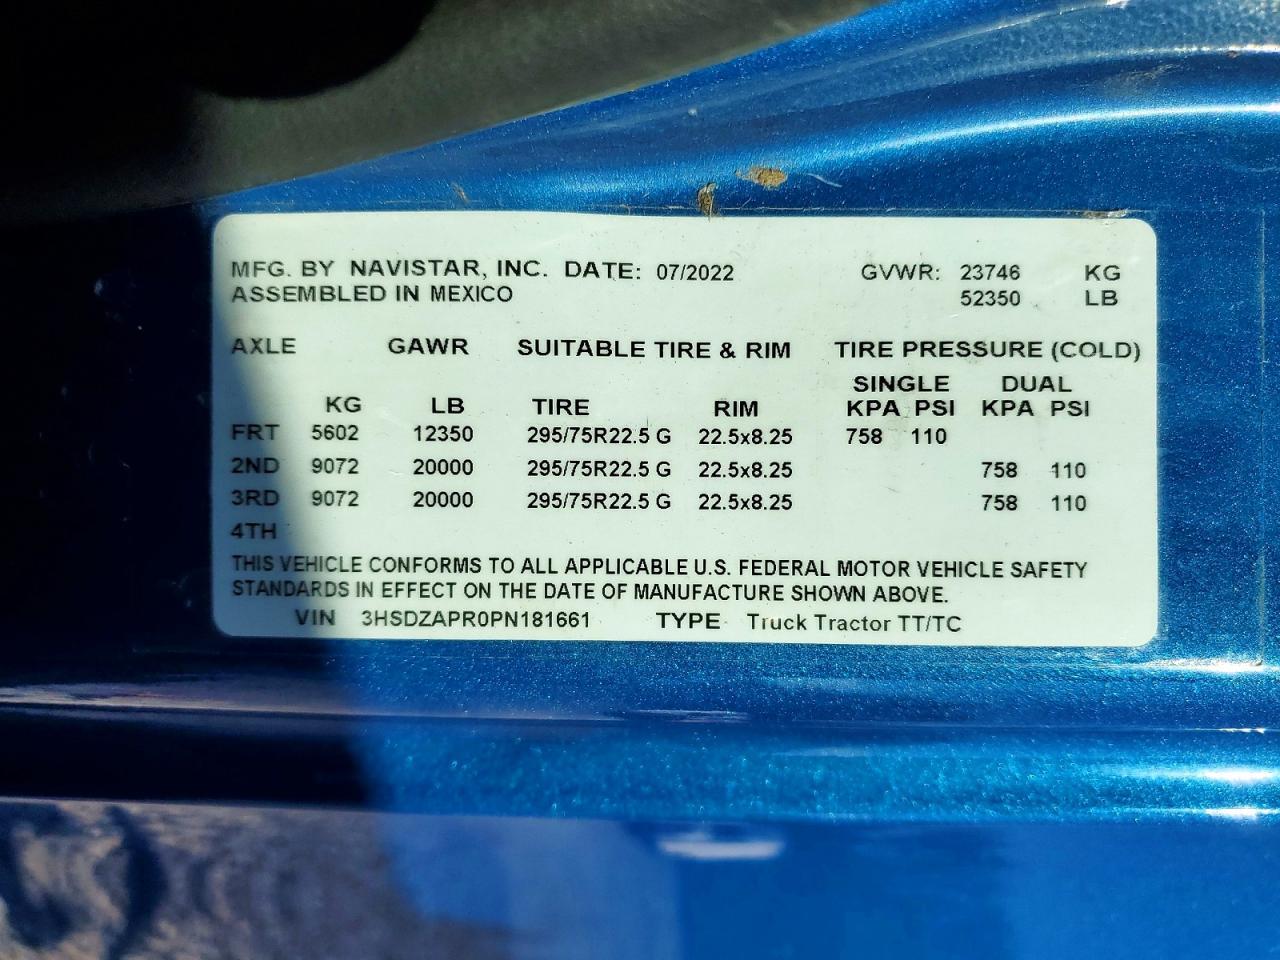 MFG. BY NAVISTAR, INC. DATE: 07/2022 GVWR: 23746 KG
ASSEMBLED IN MEXICO 52350 LB
AXLE GAWR SUITABLE TIRE & RIM TIRE PRESSURE (COLD)
SINGLE DUAL
KG LB TIRE RIM KPA PSI KPA PSI
FRT 5602 12350 295/75R22.5 G 22.5x8.25 758 110
2ND 9072 20000 295/75R22.5 G 22.5x8.25 758 110
3RD 9072 20000 295/75R22.5 G 22.5x8.25 758 110
4TH
THIS VEHICLE CONFORMS TO ALL APPLICABLE U.S. FEDERAL MOTOR VEHICLE SAFETY
STANDARDS IN EFFECT ON THE DATE OF MANUFACTURE SHOWN ABOVE.
VIN 3HSDZAPR0PN181661 TYPE Truck Tractor TT/TC